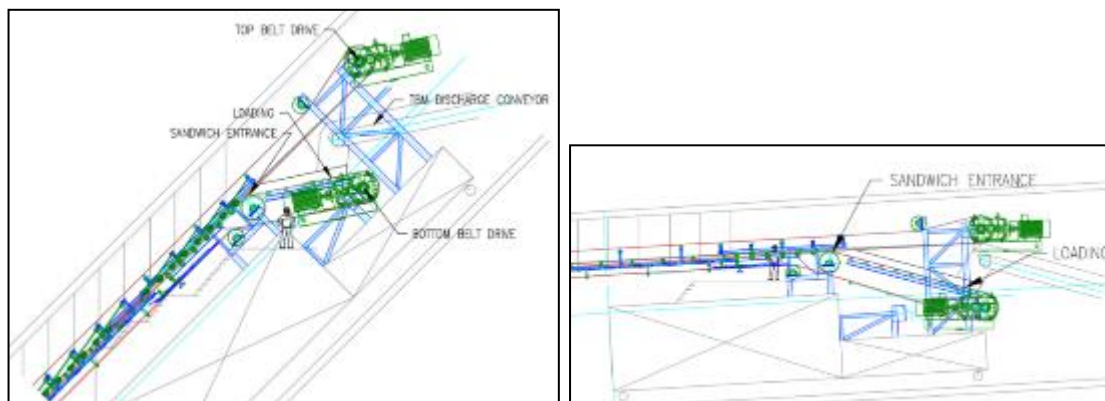 TOP BELT DRIVE
TBM DISCHARGE CONVEYOR
LOADING
SANDWICH ENTRANCE
BOTTOM BELT DRIVE
SANDWICH ENTRANCE
LOADING